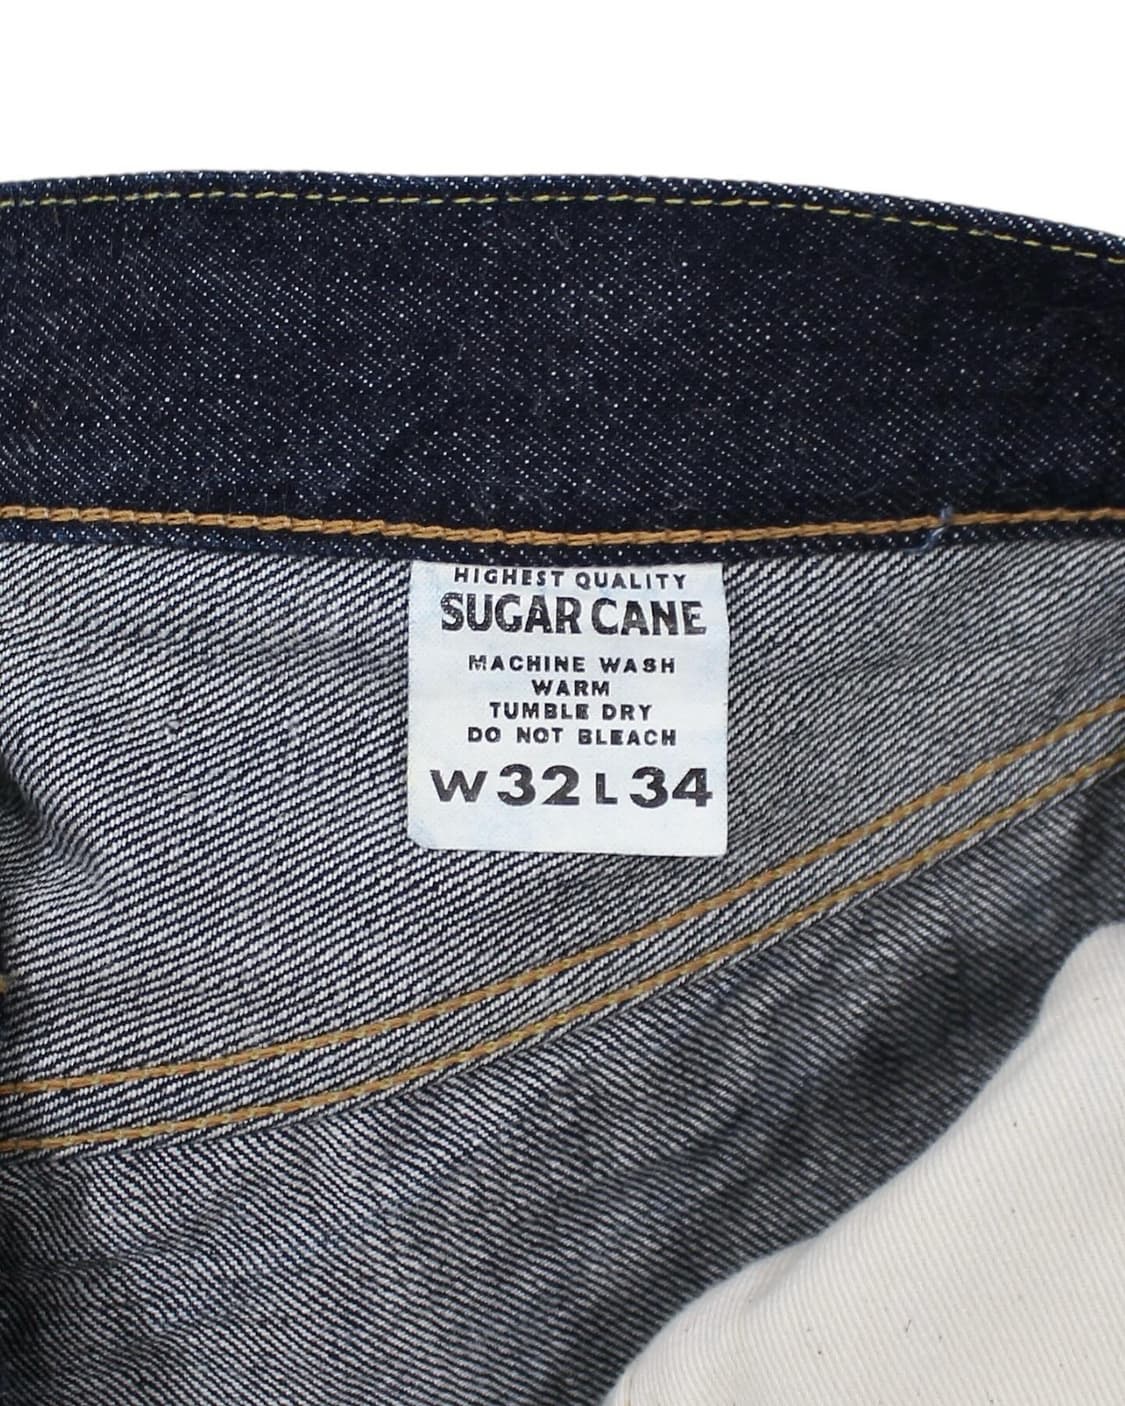 HIGHEST QUALITY
SUGAR CANE
MACHINE WASH
WARM
TUMBLE DRY
DO NOT BLEACH
W32L34